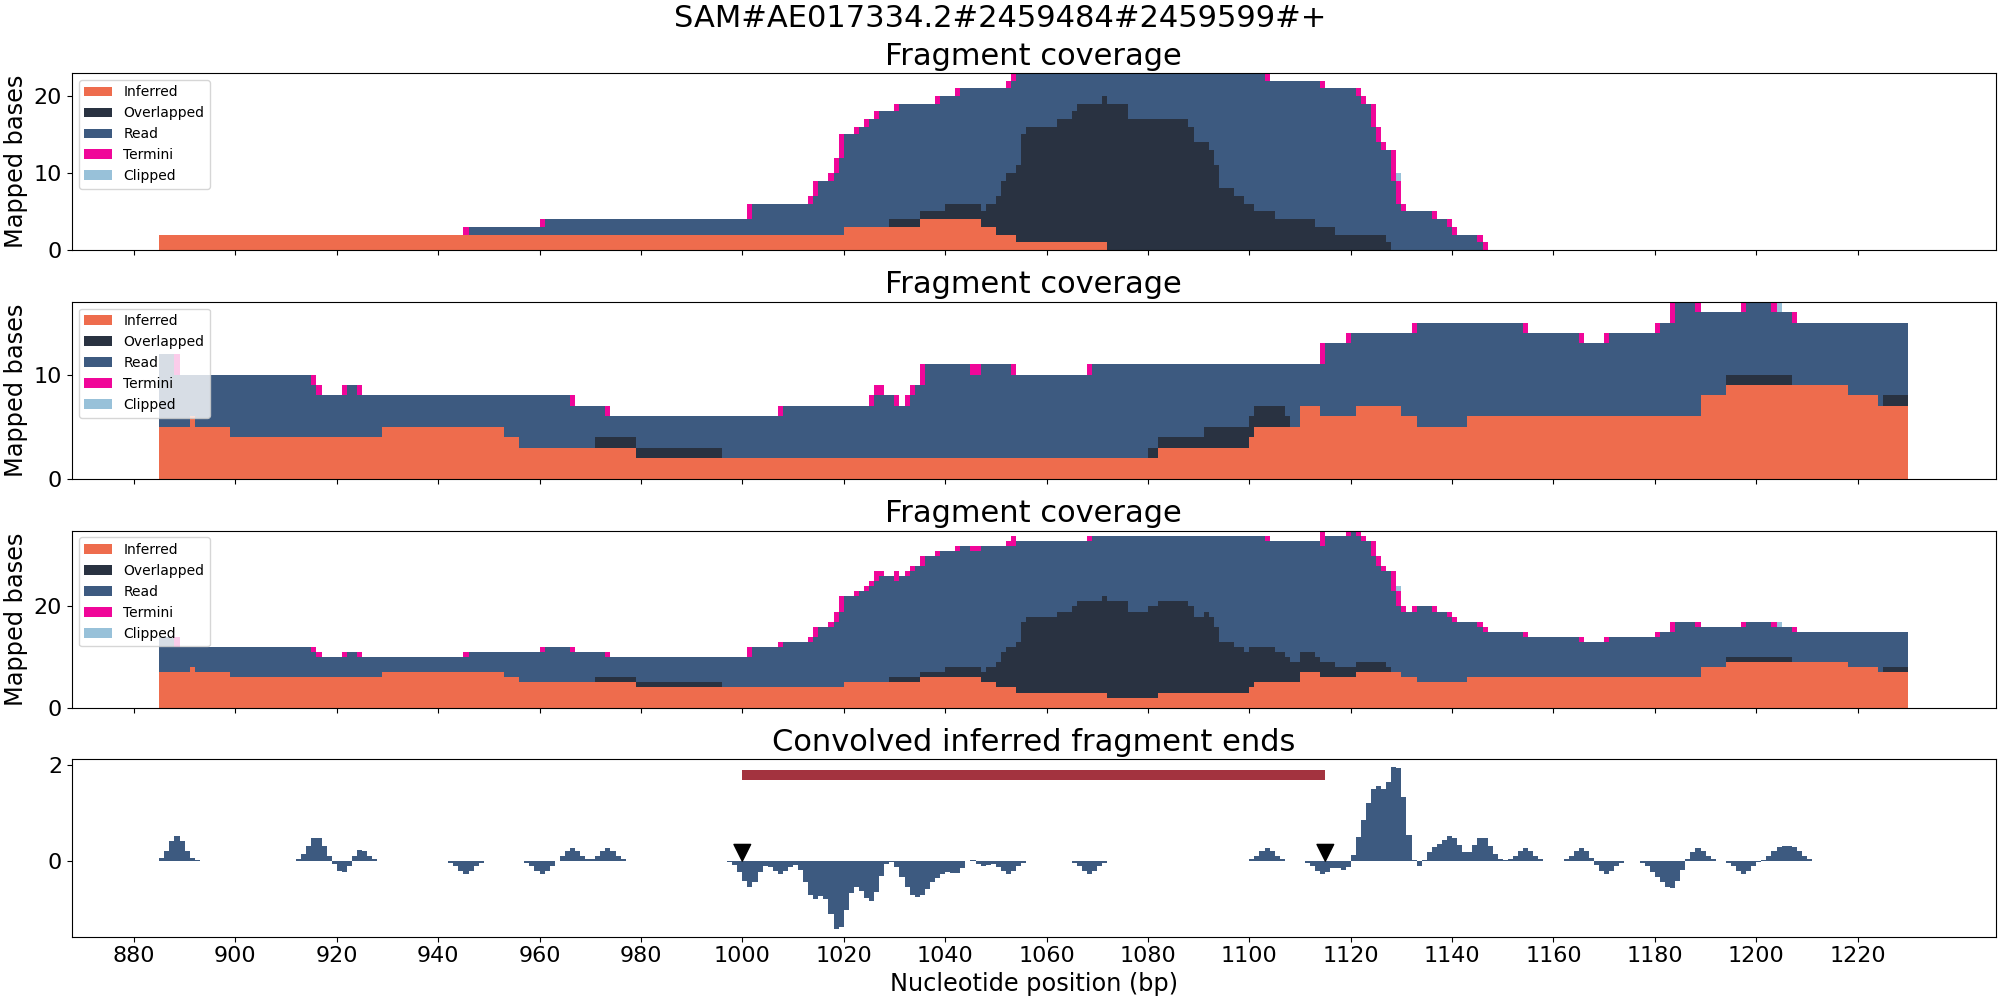 SAM#AE017334.2#2459484#2459599#+
Fragment coverage
Mapped bases
20
10
0
Inferred
Overlapped
Read
Termini
Clipped
Fragment coverage
Mapped bases
10
0
Inferred
Overlapped
Read
Termini
Clipped
Fragment coverage
Mapped bases
20
0
Inferred
Overlapped
Read
Termini
Clipped
Convolved inferred fragment ends
2
0
880 900 920 940 960 980 1000 1020 1040 1060 1080 1100 1120 1140 1160 1180 1200 1220
Nucleotide position (bp)